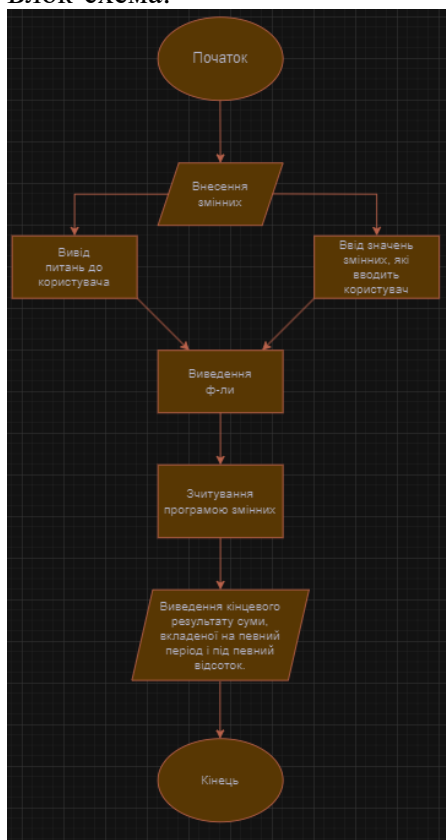 Блок-схема:
Початок
Внесення
змінних
Вивід
питань до
користувача
Ввід значень
змінних, які
вводить
користувач
Виведення
ф-ли
Зчитування
програмою змінних
Виведення кінцевого
результату суми,
вкладеної на певний
період і під певний
відсоток.
Кінець